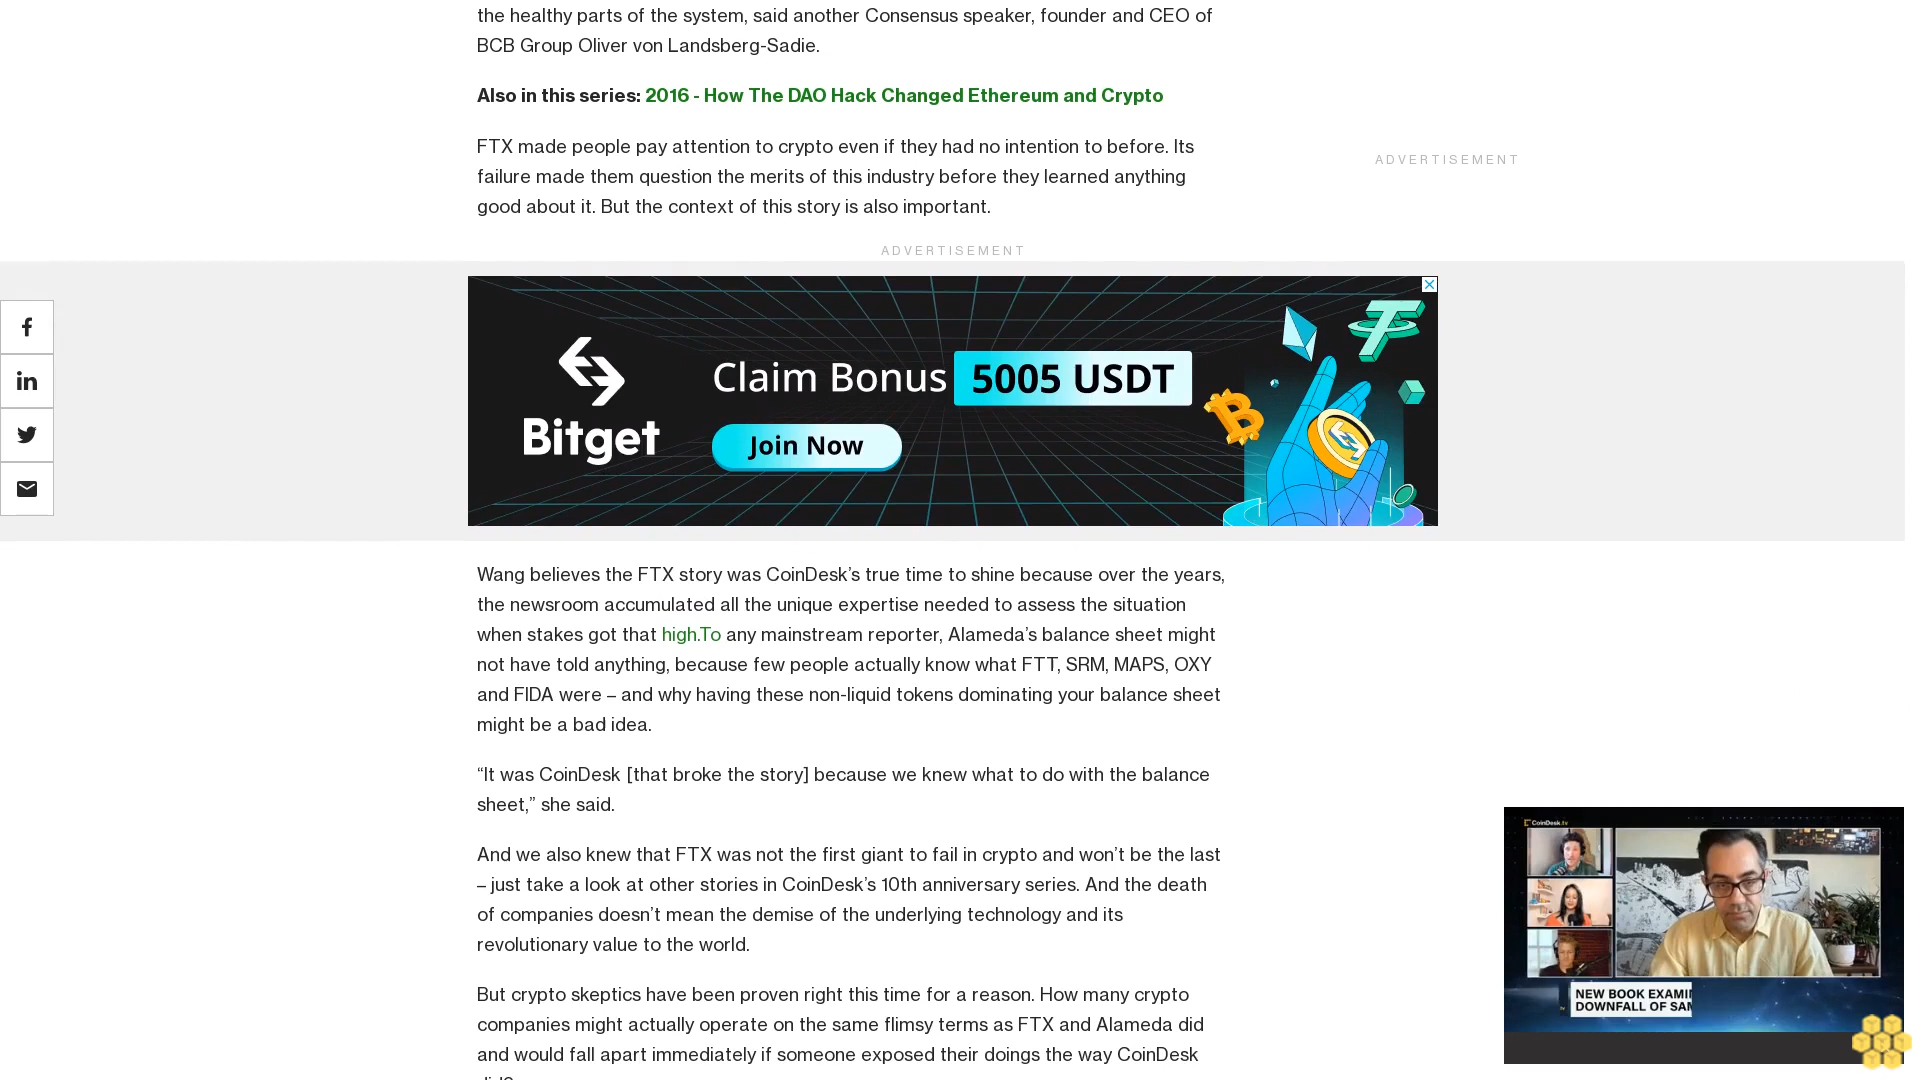 the healthy parts of the system, said another Consensus speaker, founder and CEO of
BCB Group Oliver von Landsberg-Sadie.
Also in this series: 2016 - How The DAO Hack Changed Ethereum and Crypto
FTX made people pay attention to crypto even if they had no intention to before. Its
failure made them question the merits of this industry before they learned anything
good about it. But the context of this story is also important.
ADVERTISEMENT
ADVERTISEMENT
Bitget
Claim Bonus 5005 USDT
Join Now
Wang believes the FTX story was CoinDesk’s true time to shine because over the years,
the newsroom accumulated all the unique expertise needed to assess the situation
when stakes got that high.To any mainstream reporter, Alameda’s balance sheet might
not have told anything, because few people actually know what FTT, SRM, MAPS, OXY
and FIDA were – and why having these non-liquid tokens dominating your balance sheet
might be a bad idea.
“It was CoinDesk [that broke the story] because we knew what to do with the balance
sheet,” she said.
And we also knew that FTX was not the first giant to fail in crypto and won’t be the last
– just take a look at other stories in CoinDesk’s 10th anniversary series. And the death
of companies doesn’t mean the demise of the underlying technology and its
revolutionary value to the world.
But crypto skeptics have been proven right this time for a reason. How many crypto
companies might actually operate on the same flimsy terms as FTX and Alameda did
and would fall apart immediately if someone exposed their doings the way CoinDesk
CoinDesk.tv
NEW BOOK EXAMI
DOWNFALL OF SAM